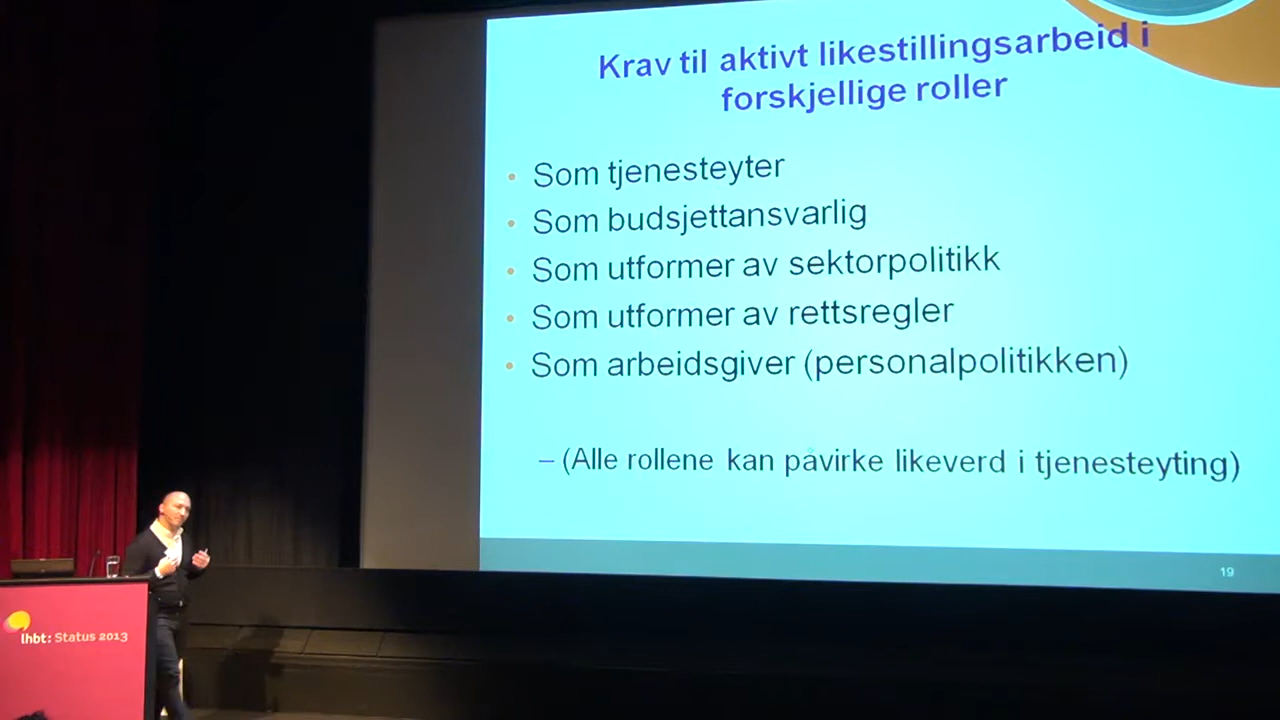 Krav til aktivt likestillingsarbeid i
forskjellige roller
• Som tjenesteyter
• Som budsjettansvarlig
• Som utformer av sektorpolitikk
• Som utformer av rettsregler
• Som arbeidsgiver (personalpolitikken)
– (Alle rollene kan påvirke likeverd i tjenesteyting)
19
lhbt: Status 2013